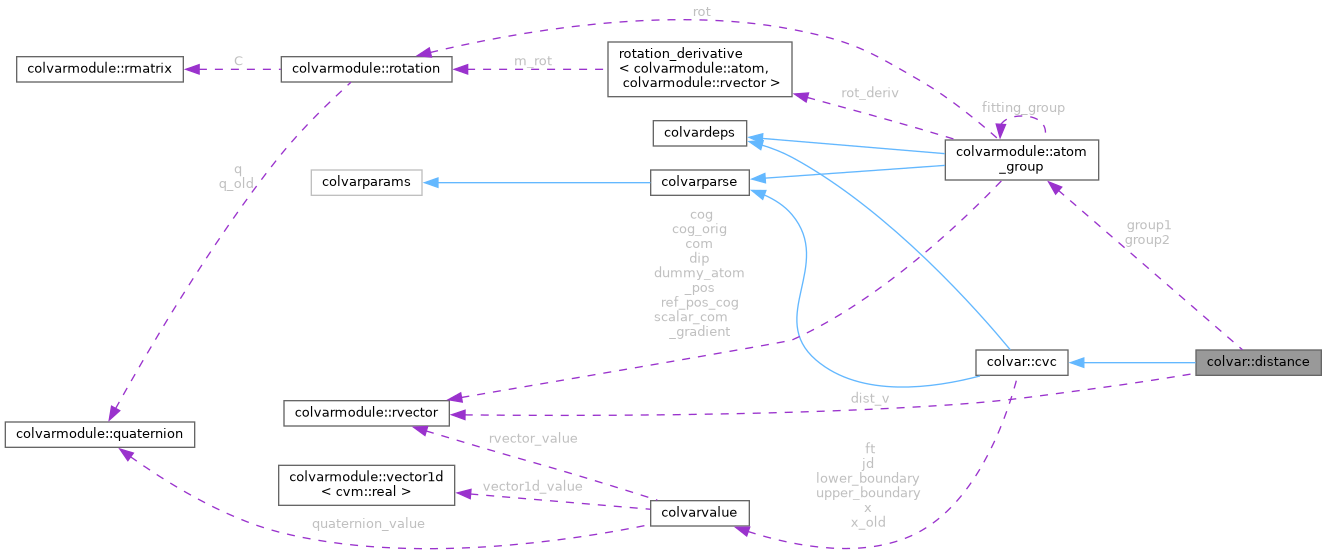 rot
colvarmodule::rmatrix
C
colvarmodule::rotation
m_rot
rotation_derivative
< colvarmodule::atom,
colvarmodule::rvector >
rot_deriv
fitting_group
colvardeps
colvarmodule::atom
_group
q
q_old
colvarparams
colvarparse
cog
cog_orig
com
dip
dummy_atom
_pos
ref_pos_cog
scalar_com
_gradient
group1
group2
colvar::cvc
colvar::distance
colvarmodule::rvector
dist_v
colvarmodule::quaternion
rvector_value
colvarmodule::vector1d
< cvm::real >
vector1d_value
ft
jd
lower_boundary
upper_boundary
x
x_old
colvarvalue
quaternion_value